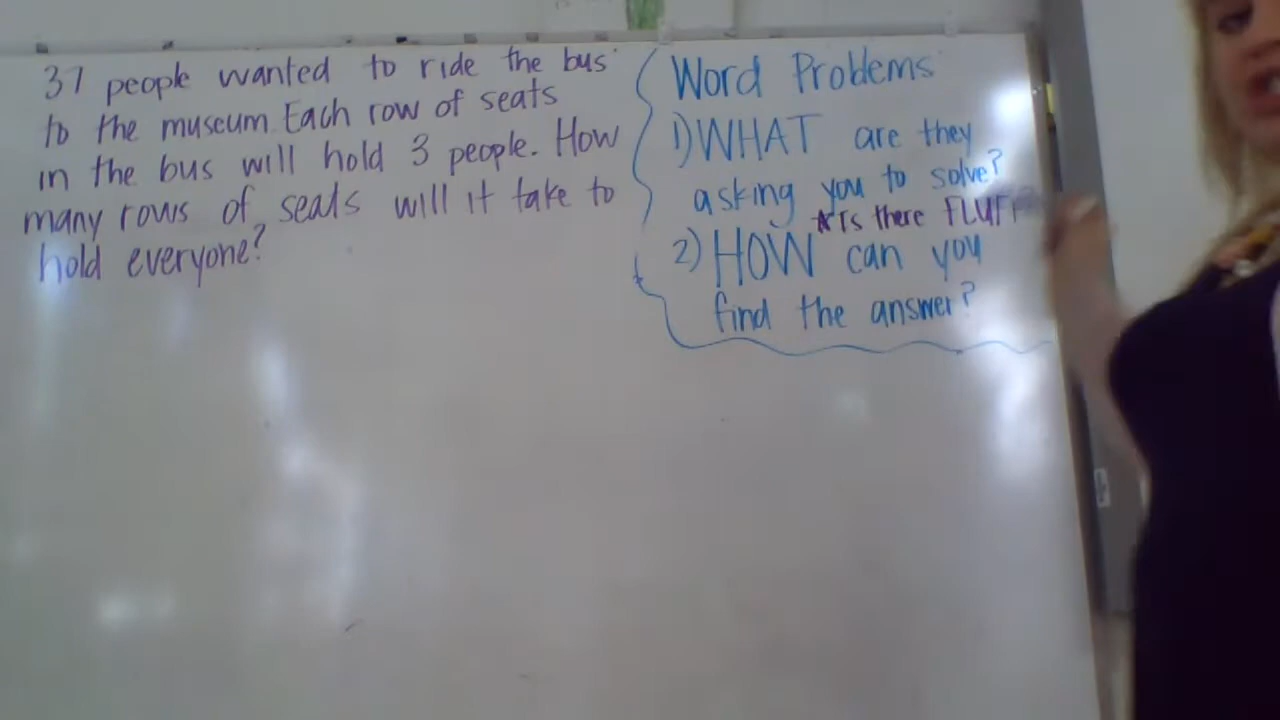 37 people wanted to ride the bus
to the museum. Each row of seats
in the bus will hold 3 people. How
many rows of seats will it take to
hold everyone?
Word Problems
1) WHAT are they
asking you to solve?
*Is there FLUFF
2) HOW can you
find the answer?